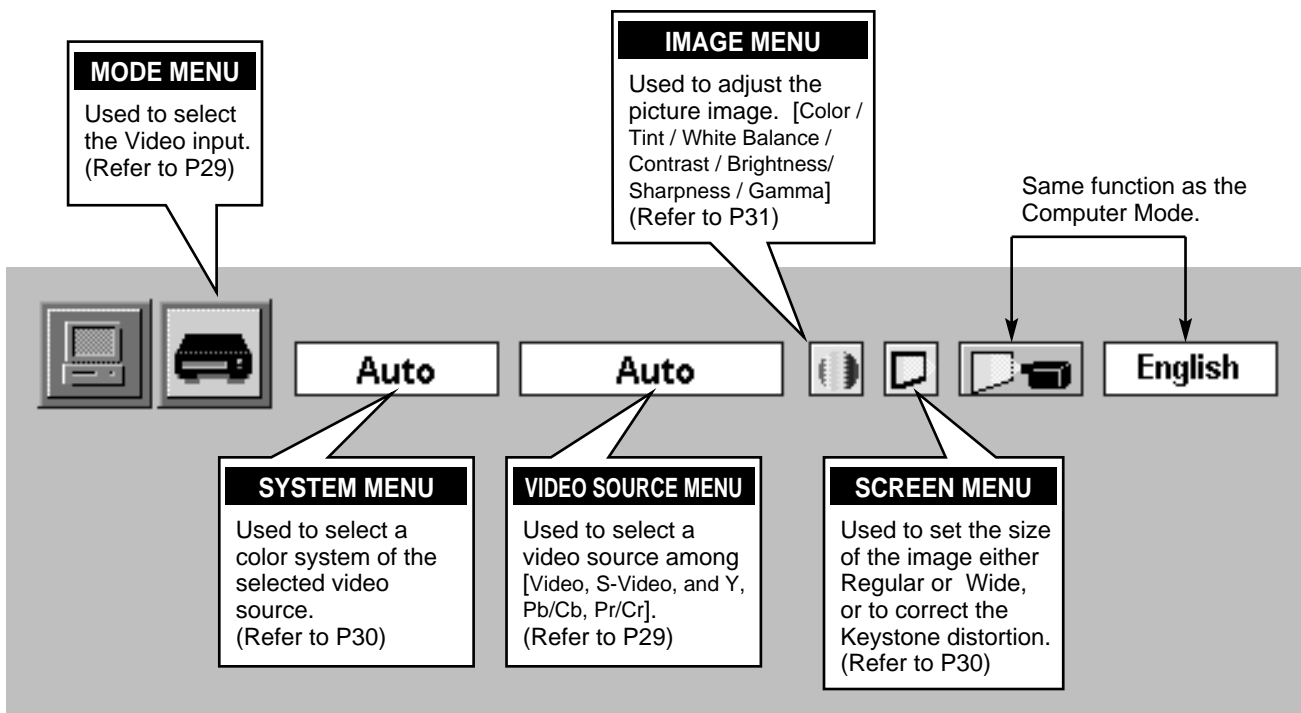 MODE MENU
Used to select
the Video input.
(Refer to P29)
IMAGE MENU
Used to adjust the
picture image. [Color /
Tint / White Balance /
Contrast / Brightness/
Sharpness / Gamma]
(Refer to P31)
Same function as the
Computer Mode.
Auto
Auto
English
SYSTEM MENU
Used to select a
color system of the
selected video
source.
(Refer to P30)
VIDEO SOURCE MENU
Used to select a
video source among
[Video, S-Video, and Y,
Pb/Cb, Pr/Cr].
(Refer to P29)
SCREEN MENU
Used to set the size
of the image either
Regular or Wide,
or to correct the
Keystone distortion.
(Refer to P30)